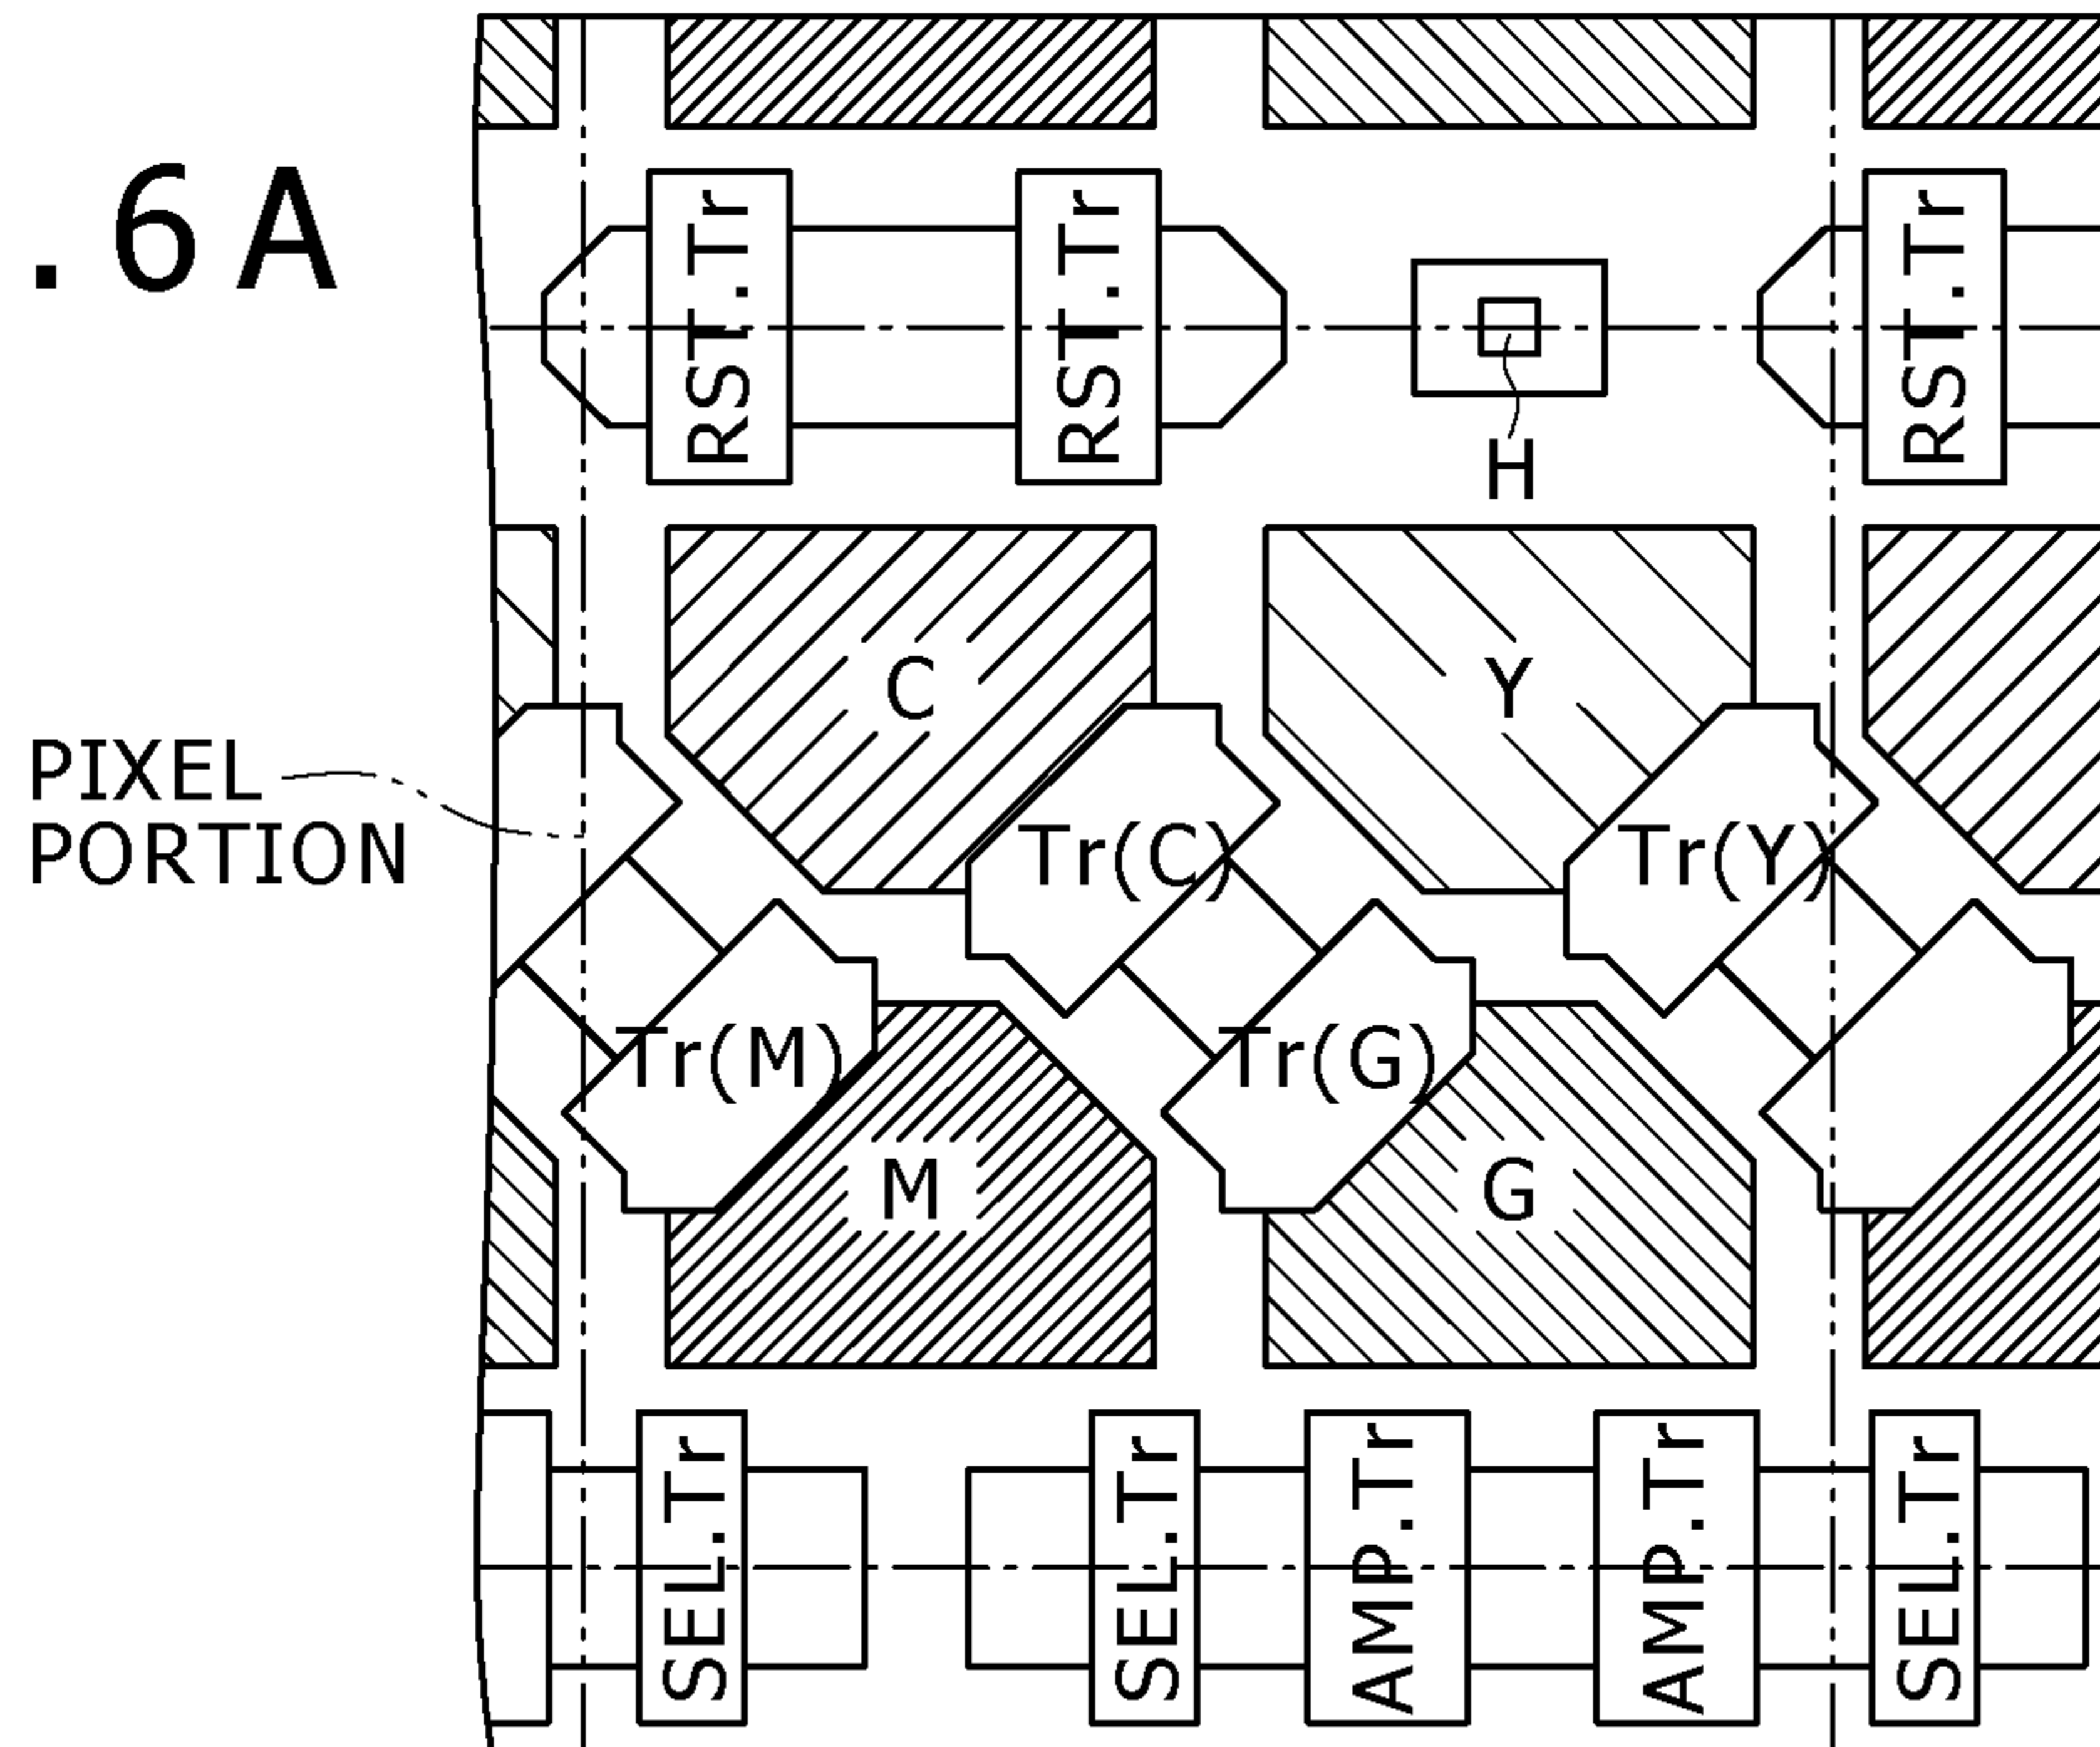 .6A
RST.Tr
RST.Tr
RST.Tr
H
C
Y
PIXEL
PORTION
Tr(C)
Tr(Y)
Tr(M)
Tr(G)
M
G
SEL.Tr
SEL.Tr
AMP.Tr
AMP.Tr
SEL.Tr